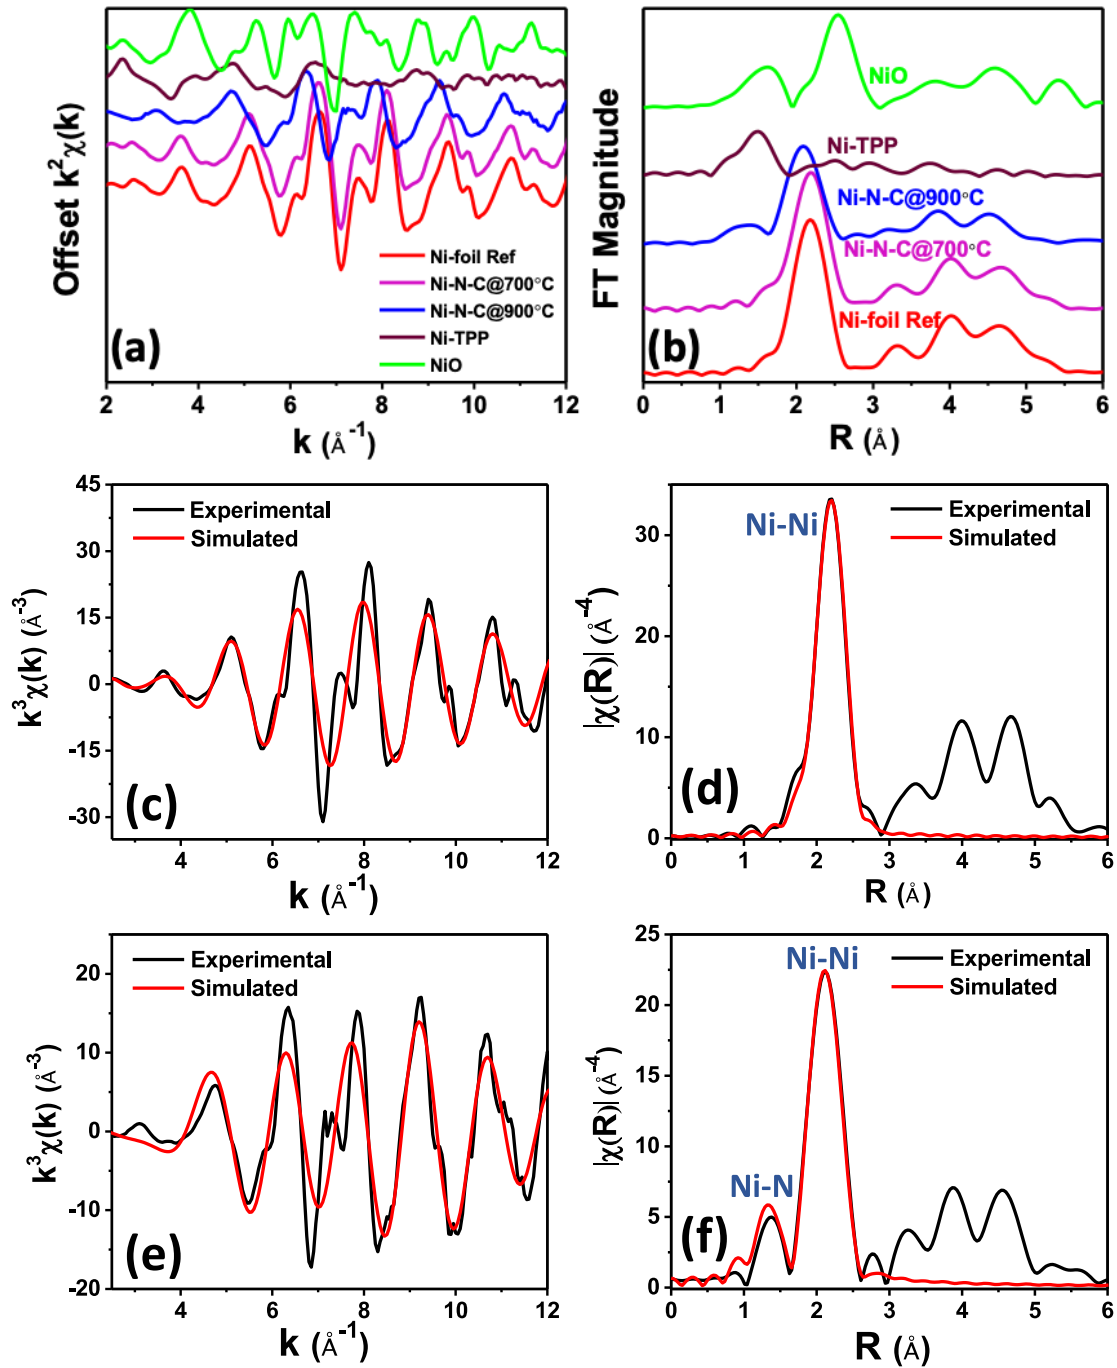 Offset k²χ(k)
Ni-foil Ref
Ni-N-C@700°C
Ni-N-C@900°C
Ni-TPP
NiO
(a)
2 4 6 8 10 12
k (Å⁻¹)
FT Magnitude
NiO
Ni-TPP
Ni-N-C@900°C
Ni-N-C@700°C
Ni-foil Ref
(b)
0 1 2 3 4 5 6
R (Å)
k³χ(k) (Å⁻³)
45
30
15
0
-15
-30
Experimental
Simulated
(c)
4 6 8 10 12
k (Å⁻¹)
|χ(R)| (Å⁻⁴)
30
20
10
0
Ni-Ni
Experimental
Simulated
(d)
0 1 2 3 4 5 6
R (Å)
k³χ(k) (Å⁻³)
20
10
0
-10
-20
Experimental
Simulated
(e)
4 6 8 10 12
k (Å⁻¹)
|χ(R)| (Å⁻⁴)
25
20
15
10
5
0
Ni-Ni
Ni-N
Experimental
Simulated
(f)
0 1 2 3 4 5 6
R (Å)